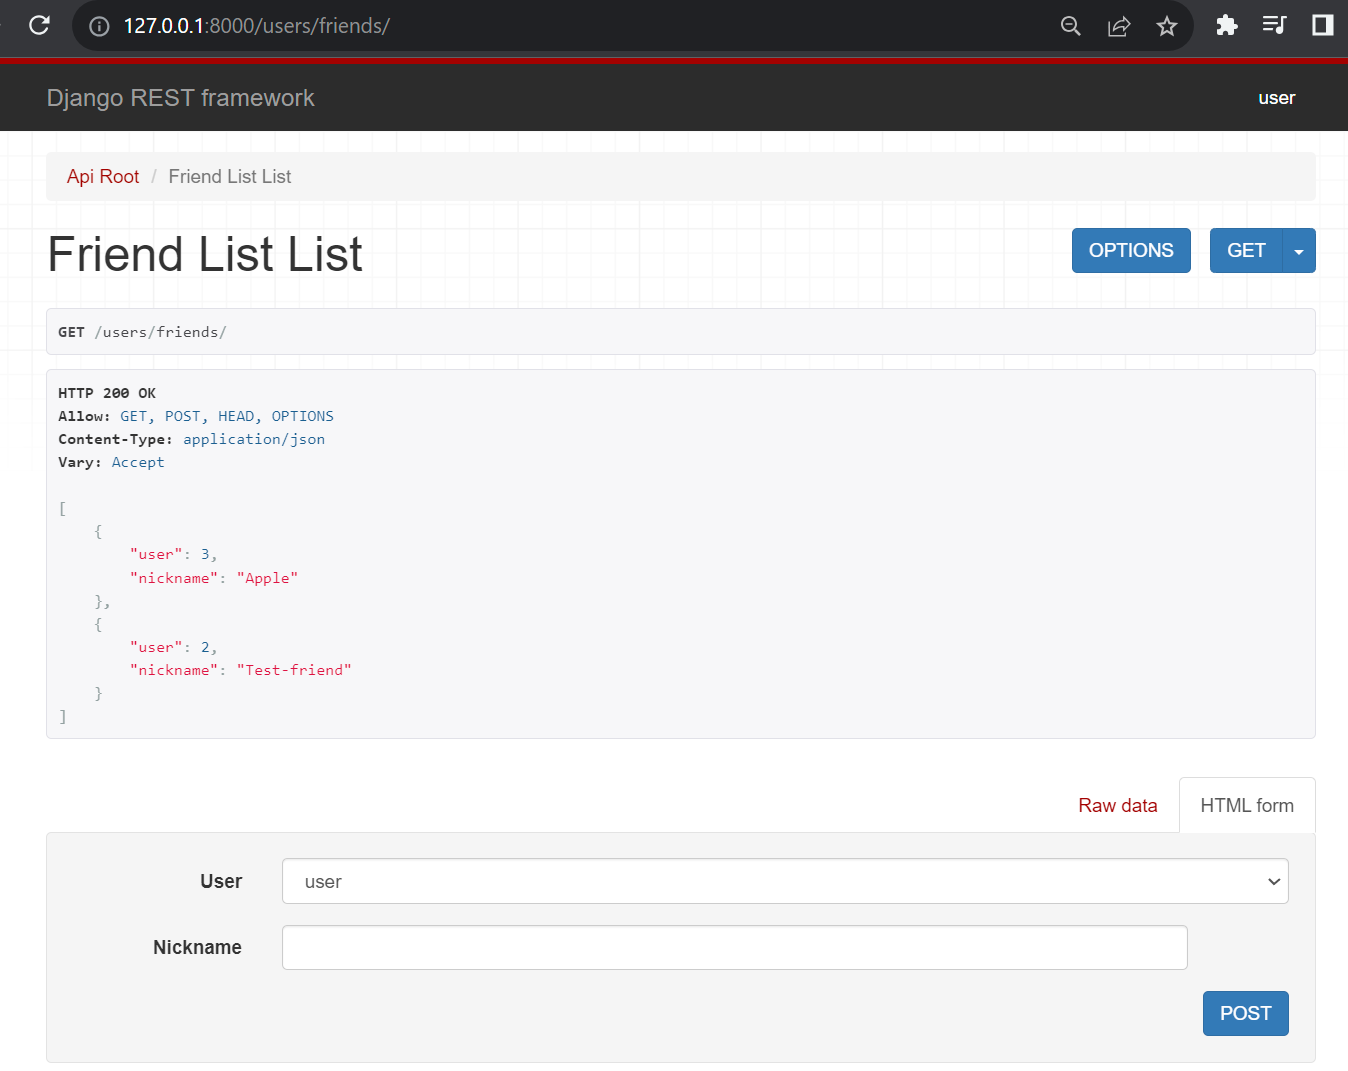 127.0.0.1:8000/users/friends/
Django REST framework
user
Api Root / Friend List List
Friend List List
OPTIONS
GET
GET /users/friends/
HTTP 200 OK
Allow: GET, POST, HEAD, OPTIONS
Content-Type: application/json
Vary: Accept
[
    {
        "user": 3,
        "nickname": "Apple"
    },
    {
        "user": 2,
        "nickname": "Test-friend"
    }
]
Raw data
HTML form
User
user
Nickname
POST